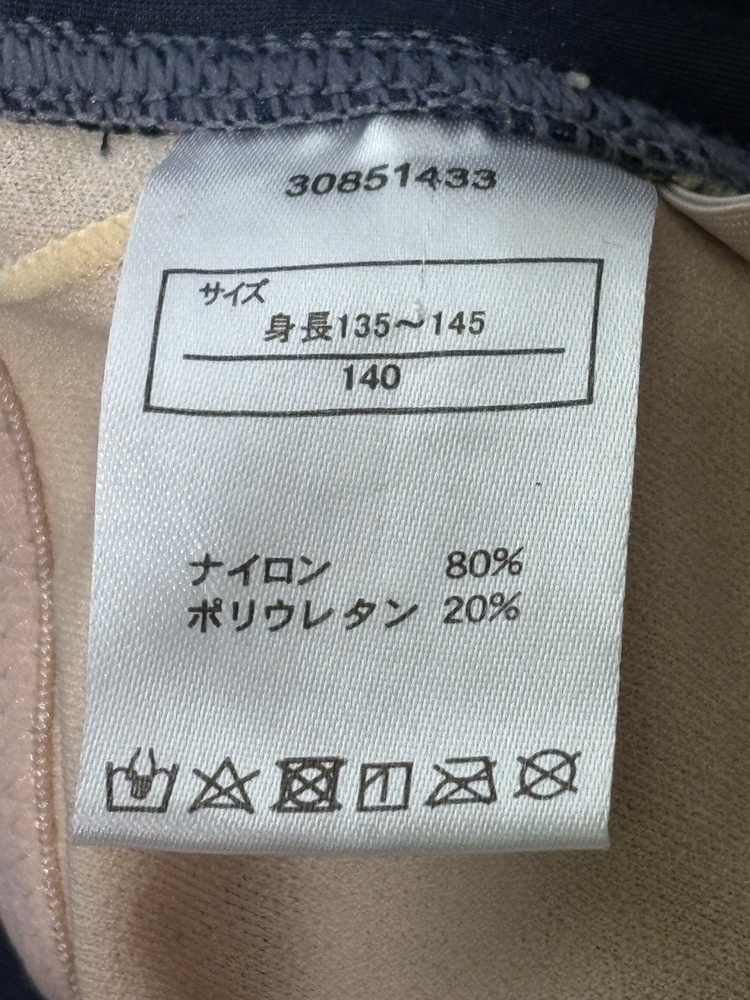 30851433
サイズ
身長135～145
140
ナイロン 80%
ポリウレタン 20%